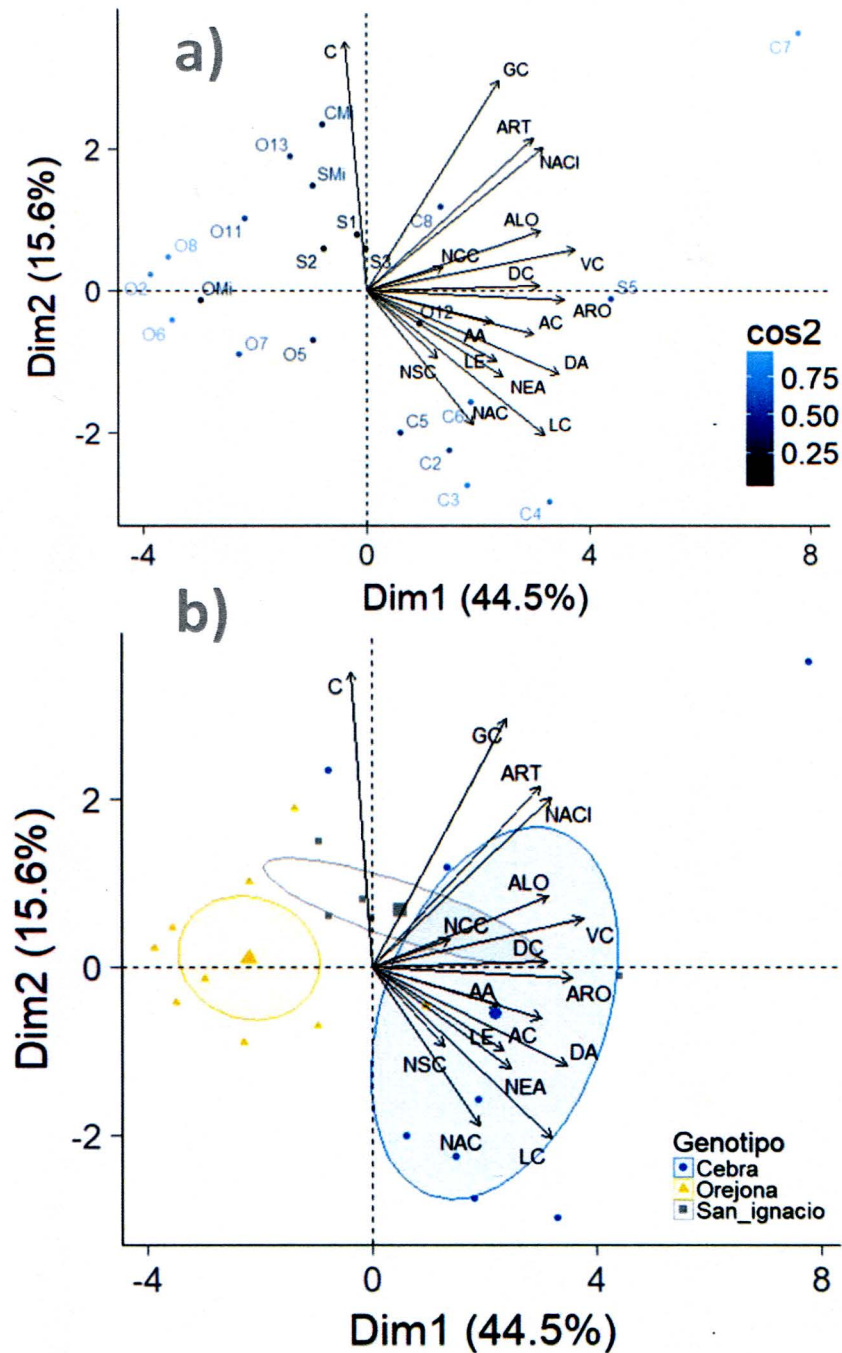 a)
C7
C
GC
CMi
O13
ART
NACI
SMi
O11
C8
ALO
S1
O8
S2
S3
NCC
VC
O2
OMi
DC
S5
O6
O12
ARO
AC
O7
O5
AA
LE
DA
NSC
NEA
C5
C6
NAC
LC
C2
C3
C4
cos2
0.75
0.50
0.25
2
0
-2
Dim2 (15.6%)
-4
0
4
8
Dim1 (44.5%)
b)
C
GC
ART
NACI
ALO
NCC
VC
DC
AA
ARO
LE
AC
DA
NSC
NEA
NAC
LC
2
0
-2
Dim2 (15.6%)
Genotipo
Cebra
Orejona
San_ignacio
-4
0
4
8
Dim1 (44.5%)